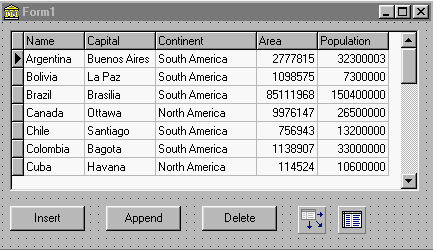 Form1
Name Capital Continent Area Population
Argentina Buenos Aires South America 2777815 32300003
Bolivia La Paz South America 1098575 7300000
Brazil Brasilia South America 85111968 150400000
Canada Ottawa North America 9976147 26500000
Chile Santiago South America 756943 13200000
Colombia Bagota South America 1138907 33000000
Cuba Havana North America 114524 10600000
Insert Append Delete